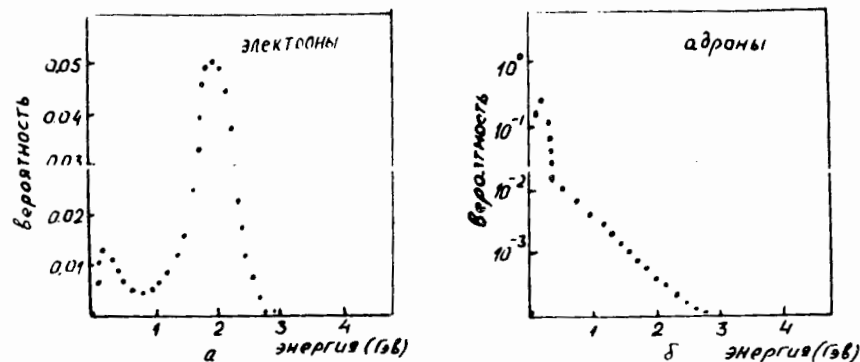 электроны
вероятность
0,05
0.04
0.03
0.02
0,01
1
2
3
4
энергия (Гэв)
а
адроны
вероятность
10⁰
10⁻¹
10⁻²
10⁻³
1
2
3
4
энергия (Гэв)
б